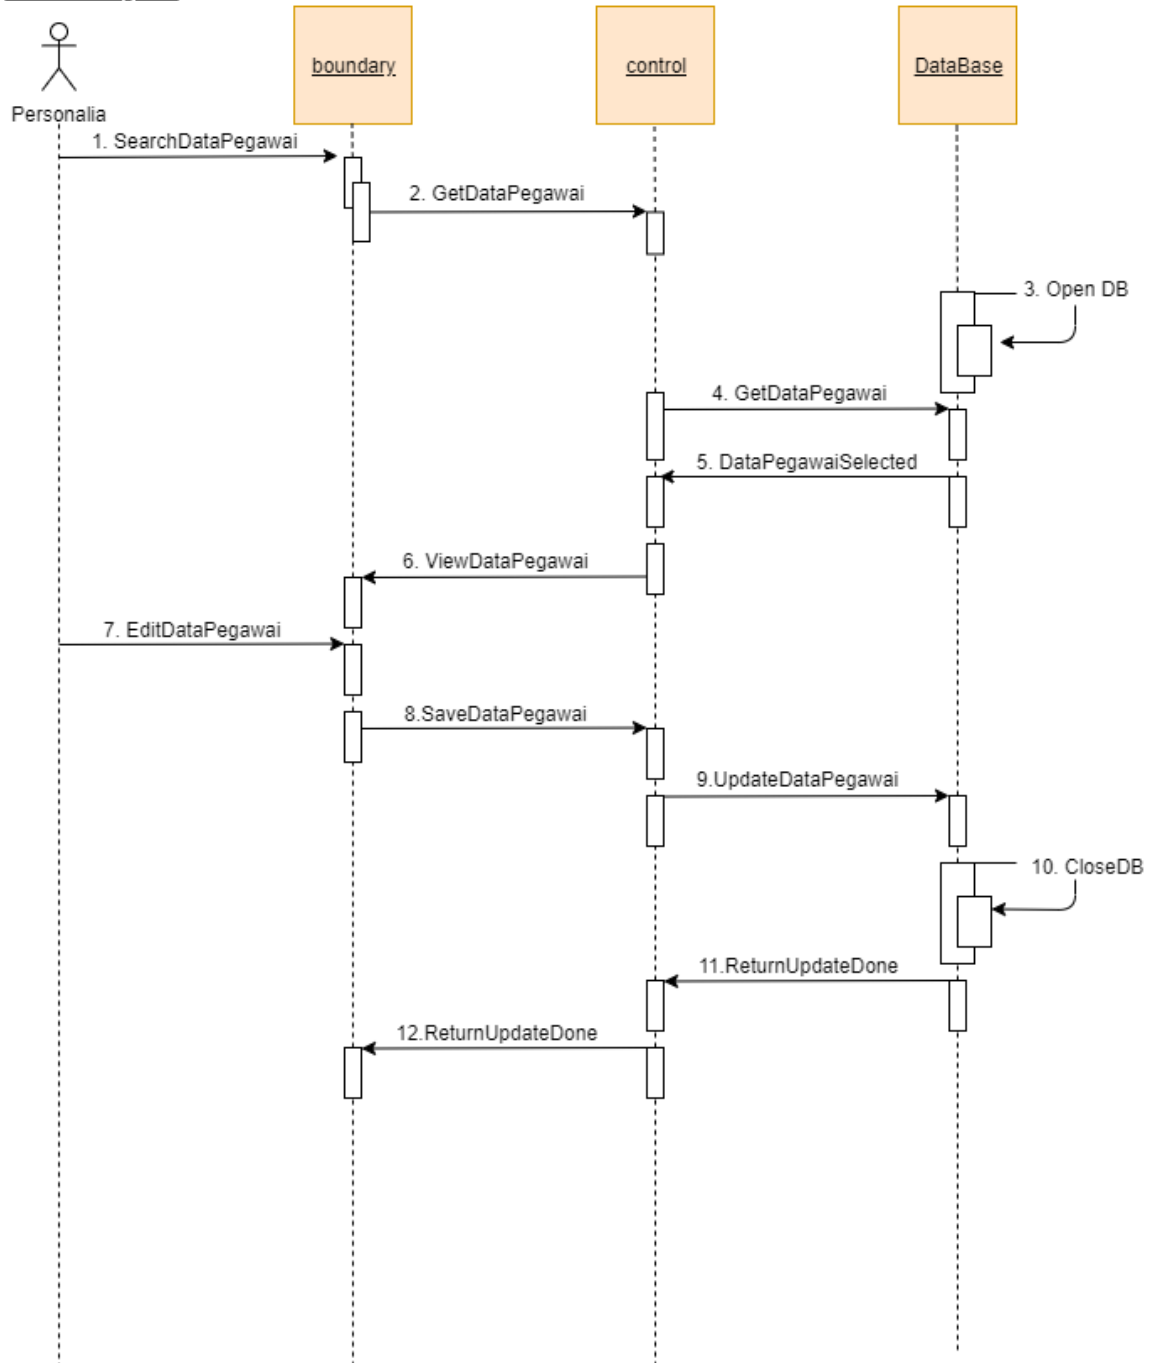 boundary
control
DataBase
Personalia
1. SearchDataPegawai
2. GetDataPegawai
3. Open DB
4. GetDataPegawai
5. DataPegawaiSelected
6. ViewDataPegawai
7. EditDataPegawai
8.SaveDataPegawai
9.UpdateDataPegawai
10. CloseDB
11.ReturnUpdateDone
12.ReturnUpdateDone